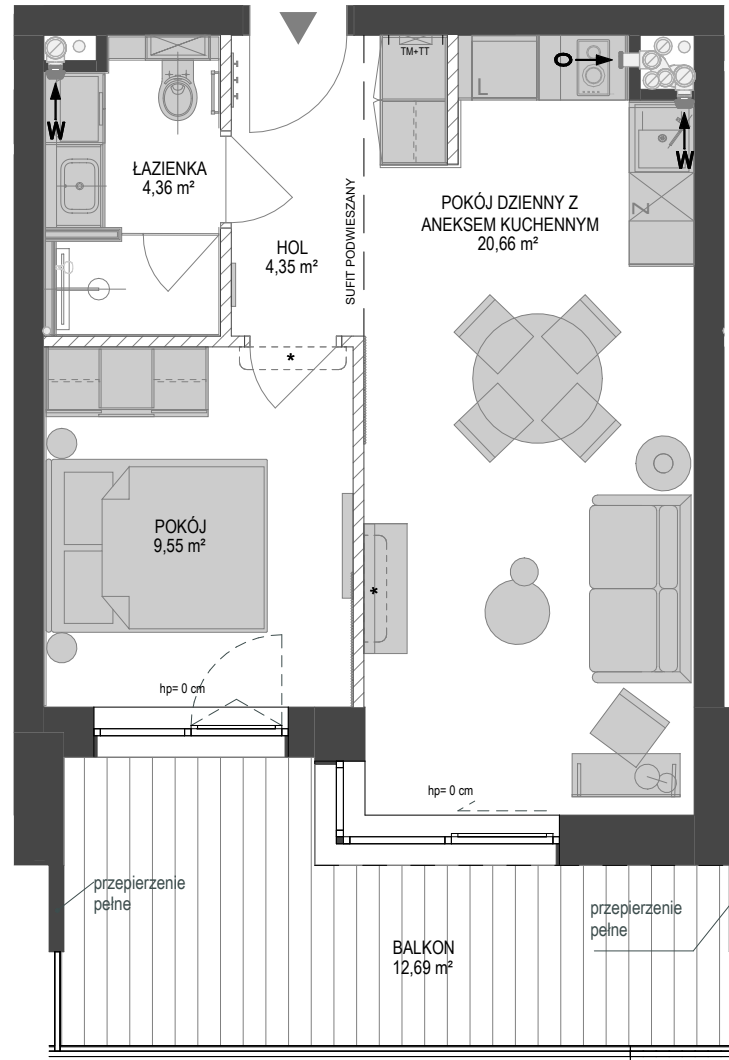 TM+TT
L
O
W
W
ŁAZIENKA
4,36 m²
POKÓJ DZIENNY Z
ANEKSEM KUCHENNYM
20,66 m²
Z
SUFIT PODWIESZANY
HOL
4,35 m²
*
POKÓJ
9,55 m²
*
hp= 0 cm
hp= 0 cm
przepierzenie
pełne
przepierzenie
pełne
BALKON
12,69 m²